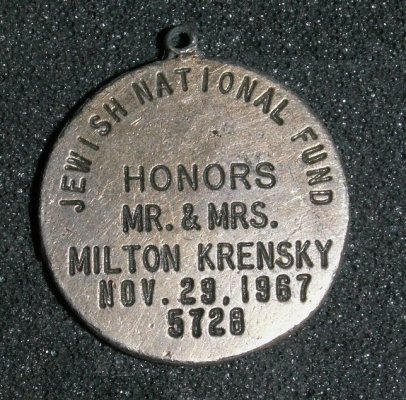 JEWISH NATIONAL FUND
HONORS
MR. & MRS.
MILTON KRENSKY
NOV. 29, 1967
5728